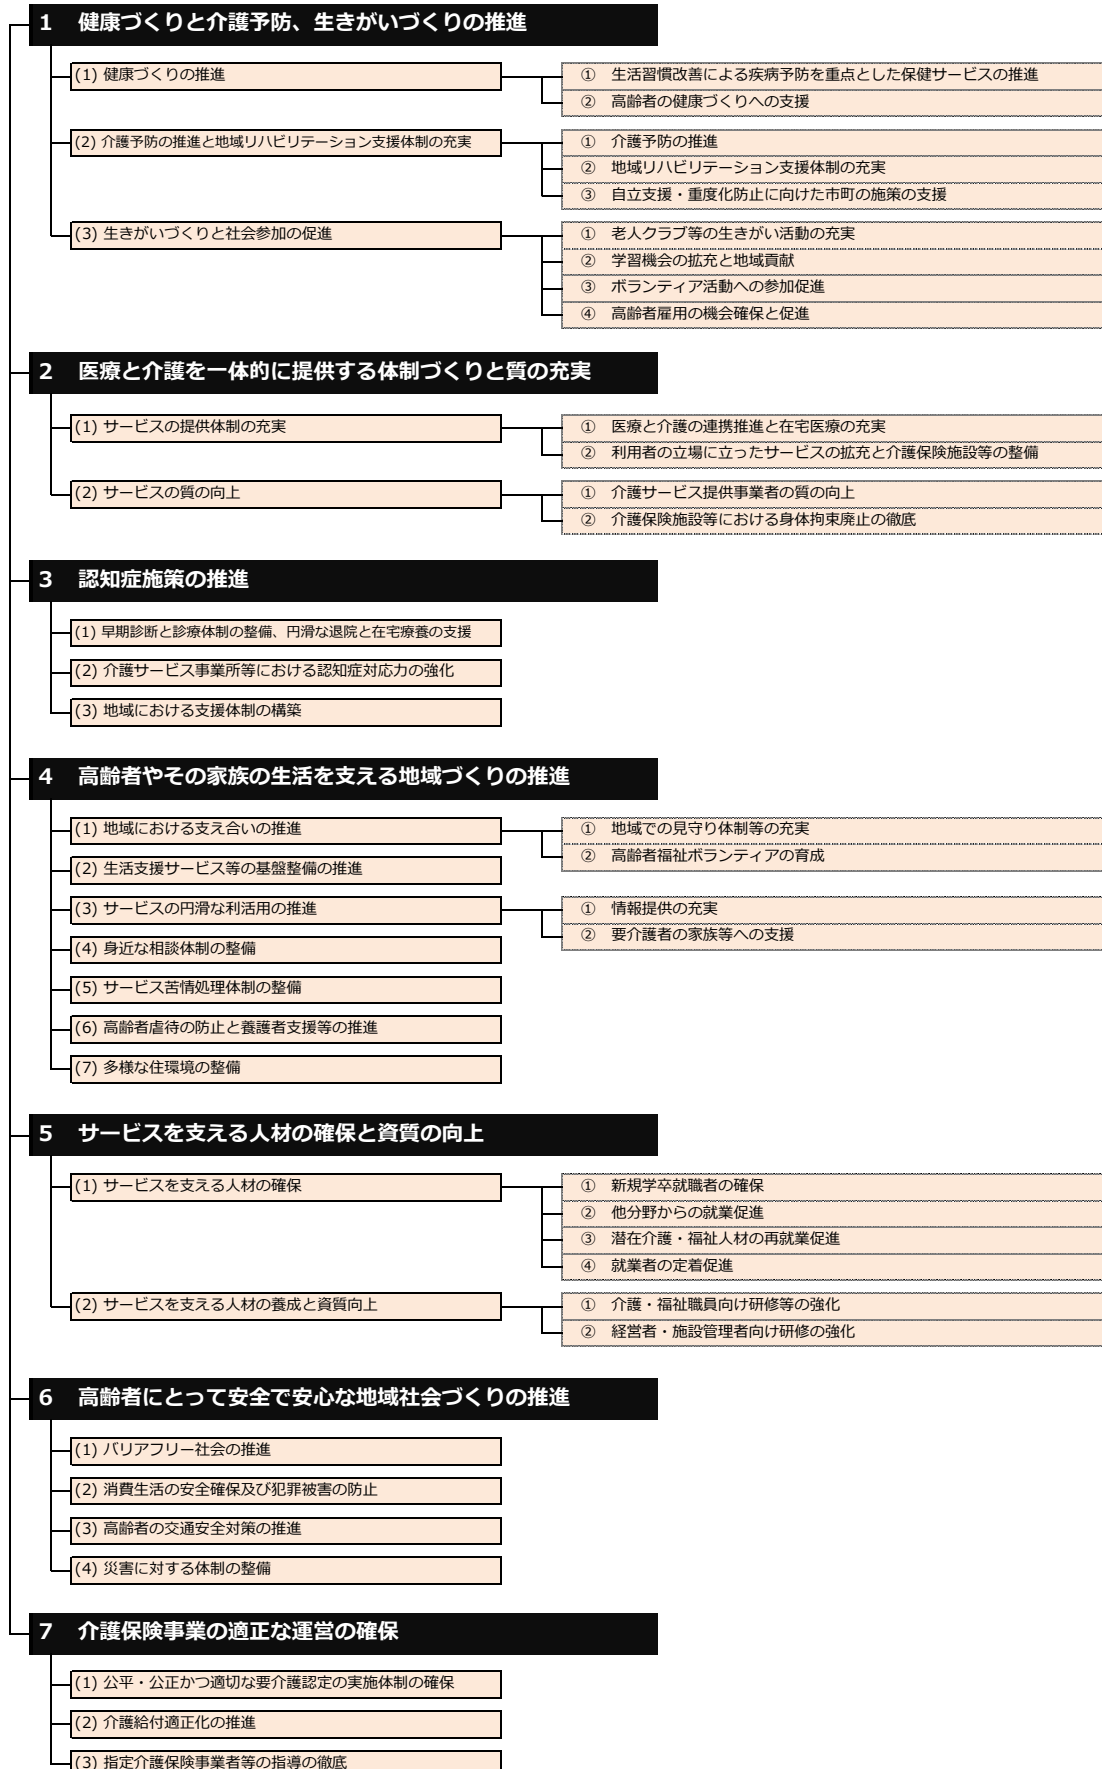 1 健康づくりと介護予防、生きがいづくりの推進
(1) 健康づくりの推進
① 生活習慣改善による疾病予防を重点とした保健サービスの推進
② 高齢者の健康づくりへの支援
(2) 介護予防の推進と地域リハビリテーション支援体制の充実
① 介護予防の推進
② 地域リハビリテーション支援体制の充実
③ 自立支援・重度化防止に向けた市町の施策の支援
(3) 生きがいづくりと社会参加の促進
① 老人クラブ等の生きがい活動の充実
② 学習機会の拡充と地域貢献
③ ボランティア活動への参加促進
④ 高齢者雇用の機会確保と促進
2 医療と介護を一体的に提供する体制づくりと質の充実
(1) サービスの提供体制の充実
① 医療と介護の連携推進と在宅医療の充実
② 利用者の立場に立ったサービスの拡充と介護保険施設等の整備
(2) サービスの質の向上
① 介護サービス提供事業者の質の向上
② 介護保険施設等における身体拘束廃止の徹底
3 認知症施策の推進
(1) 早期診断と診療体制の整備、円滑な退院と在宅療養の支援
(2) 介護サービス事業所等における認知症対応力の強化
(3) 地域における支援体制の構築
4 高齢者やその家族の生活を支える地域づくりの推進
(1) 地域における支え合いの推進
① 地域での見守り体制等の充実
② 高齢者福祉ボランティアの育成
(2) 生活支援サービス等の基盤整備の推進
(3) サービスの円滑な利活用の推進
① 情報提供の充実
② 要介護者の家族等への支援
(4) 身近な相談体制の整備
(5) サービス苦情処理体制の整備
(6) 高齢者虐待の防止と養護者支援等の推進
(7) 多様な住環境の整備
5 サービスを支える人材の確保と資質の向上
(1) サービスを支える人材の確保
① 新規学卒就職者の確保
② 他分野からの就業促進
③ 潜在介護・福祉人材の再就業促進
④ 就業者の定着促進
(2) サービスを支える人材の養成と資質向上
① 介護・福祉職員向け研修等の強化
② 経営者・施設管理者向け研修の強化
6 高齢者にとって安全で安心な地域社会づくりの推進
(1) バリアフリー社会の推進
(2) 消費生活の安全確保及び犯罪被害の防止
(3) 高齢者の交通安全対策の推進
(4) 災害に対する体制の整備
7 介護保険事業の適正な運営の確保
(1) 公平・公正かつ適切な要介護認定の実施体制の確保
(2) 介護給付適正化の推進
(3) 指定介護保険事業者等の指導の徹底